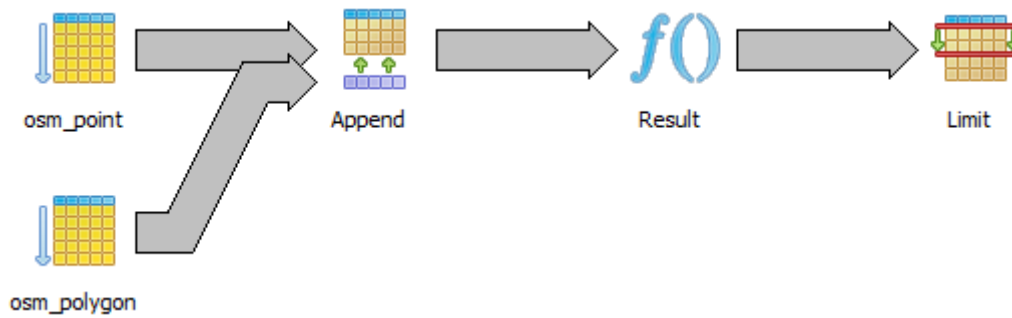 osm_point
Append
f()
Result
Limit
osm_polygon